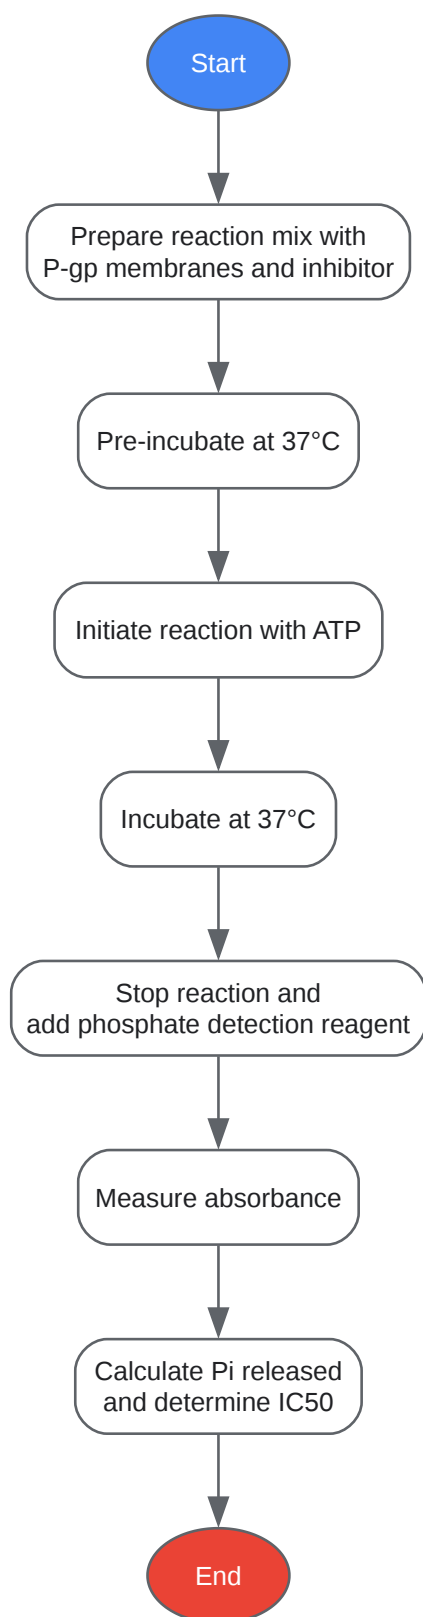 Start
Prepare reaction mix with
P-gp membranes and inhibitor
Pre-incubate at 37°C
Initiate reaction with ATP
Incubate at 37°C
Stop reaction and
add phosphate detection reagent
Measure absorbance
Calculate Pi released
and determine IC50
End